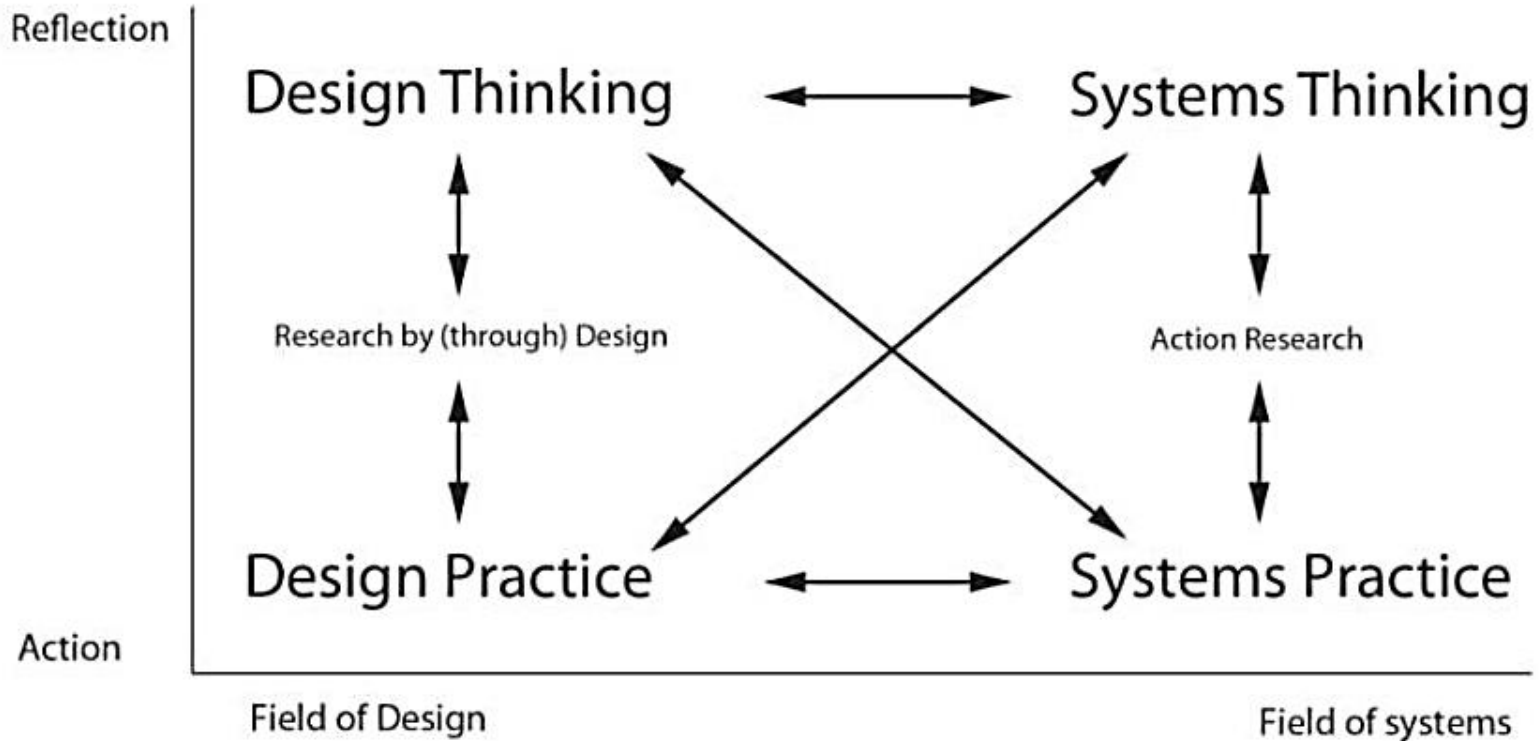 Reflection
Design Thinking
Systems Thinking
Research by (through) Design
Action Research
Design Practice
Systems Practice
Action
Field of Design
Field of systems